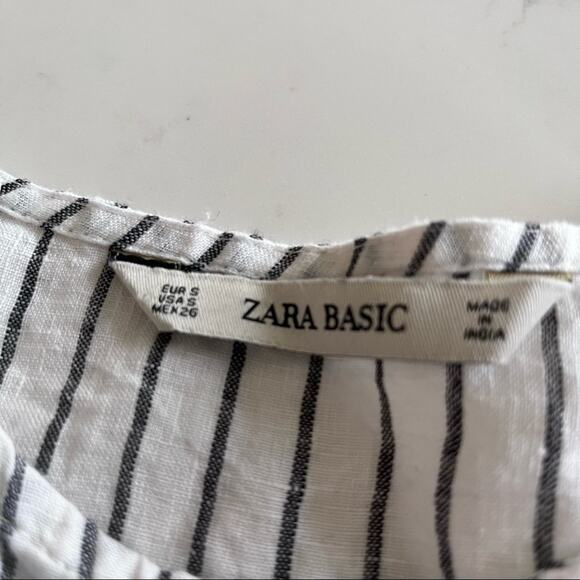 EUR S
USA S
MEX 26
ZARA BASIC
MADE
IN
INDIA